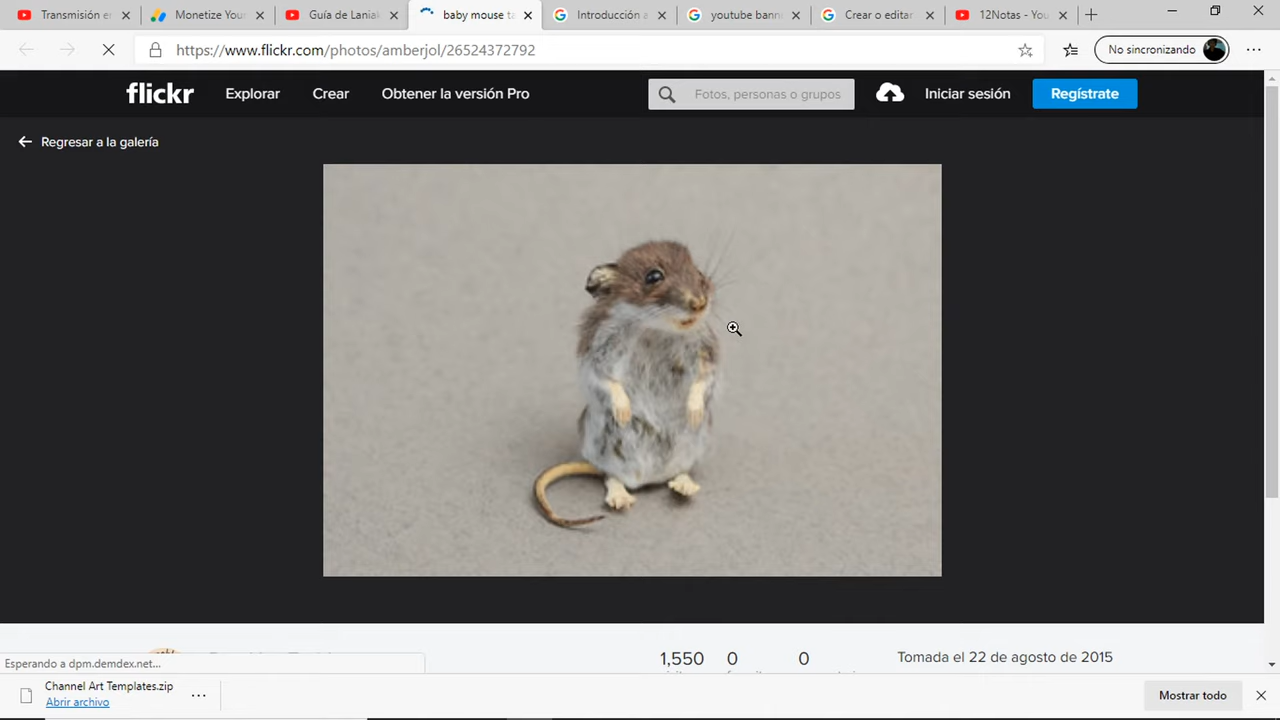 Transmisión e
Monetize Your
Guía de Laniak
baby mouse ta
Introducción a
youtube bann
Crear o editar
12Notas - You
https://www.flickr.com/photos/amberjol/26524372792
No sincronizando
flickr
Explorar
Crear
Obtener la versión Pro
Fotos, personas o grupos
Iniciar sesión
Regístrate
Regresar a la galería
1,550
0
0
Tomada el 22 de agosto de 2015
Esperando a dpm.demdex.net...
Channel Art Templates.zip
Abrir archivo
Mostrar todo